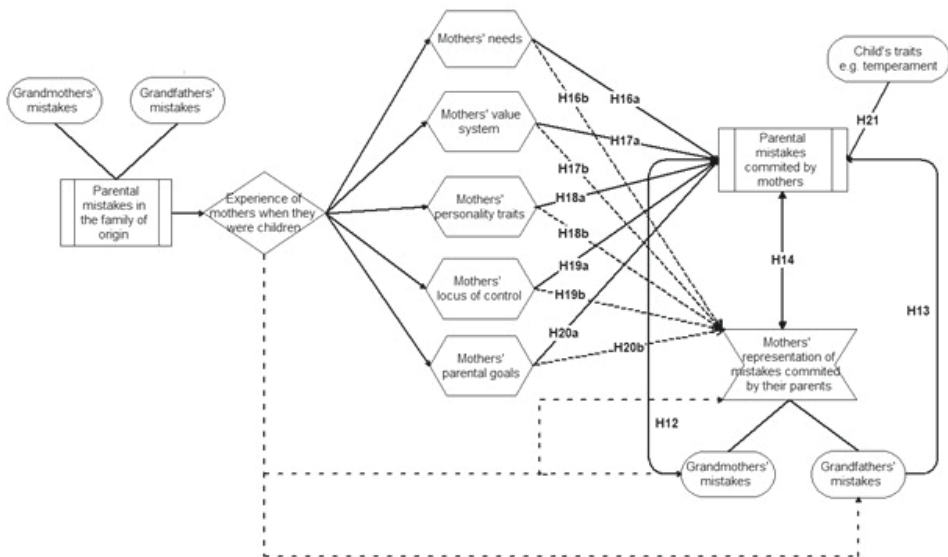 Grandmothers'
mistakes
Grandfathers'
mistakes
Parental
mistakes
in the
family of
origin
Experience of
mothers when they
were children
Mothers' needs
Mothers' value
system
Mothers'
personality traits
Mothers'
locus of control
Mothers'
parental goals
H16b
H16a
H17a
H17b
H18a
H18b
H19a
H19b
H20a
H20b
Child's traits
e.g. temperament
H21
Parental
mistakes
commited by
mothers
H14
H13
Mothers'
representation of
mistakes commited
by their parents
H12
Grandmothers'
mistakes
Grandfathers'
mistakes